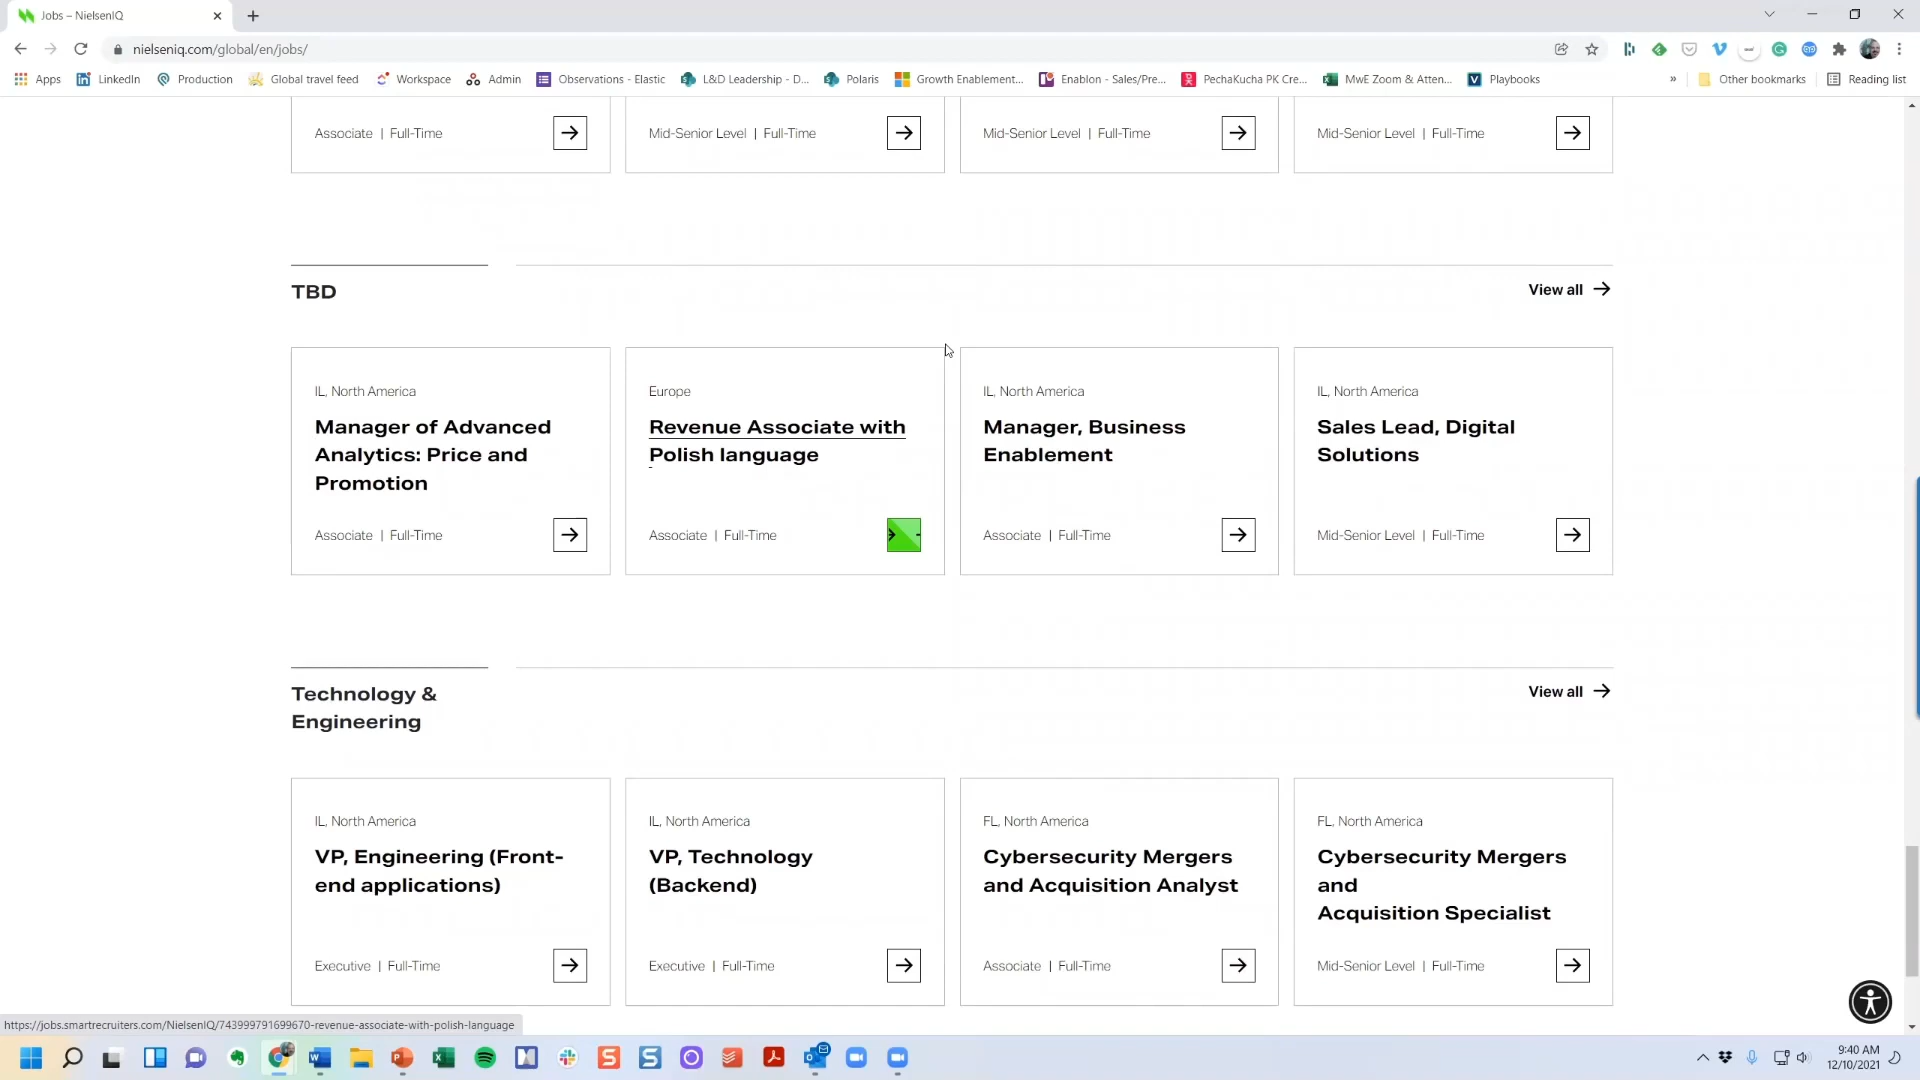 Jobs – NielsenIQ
nielseniq.com/global/en/jobs/
Apps LinkedIn Production Global travel feed Workspace Admin Observations - Elastic L&D Leadership - D... Polaris Growth Enablement... Enablon - Sales/Pre... PechaKucha PK Cre... MwE Zoom & Atten... Playbooks » Other bookmarks Reading list
Associate | Full-Time
Mid-Senior Level | Full-Time
Mid-Senior Level | Full-Time
Mid-Senior Level | Full-Time
TBD
View all
IL, North America
Manager of Advanced
Analytics: Price and
Promotion
Associate | Full-Time
Europe
Revenue Associate with
Polish language
Associate | Full-Time
IL, North America
Manager, Business
Enablement
Associate | Full-Time
IL, North America
Sales Lead, Digital
Solutions
Mid-Senior Level | Full-Time
Technology &
Engineering
View all
IL, North America
VP, Engineering (Front-
end applications)
Executive | Full-Time
IL, North America
VP, Technology
(Backend)
Executive | Full-Time
FL, North America
Cybersecurity Mergers
and Acquisition Analyst
Associate | Full-Time
FL, North America
Cybersecurity Mergers
and
Acquisition Specialist
Mid-Senior Level | Full-Time
https://jobs.smartrecruiters.com/NielsenIQ/743999791699670-revenue-associate-with-polish-language
9:40 AM
12/10/2021